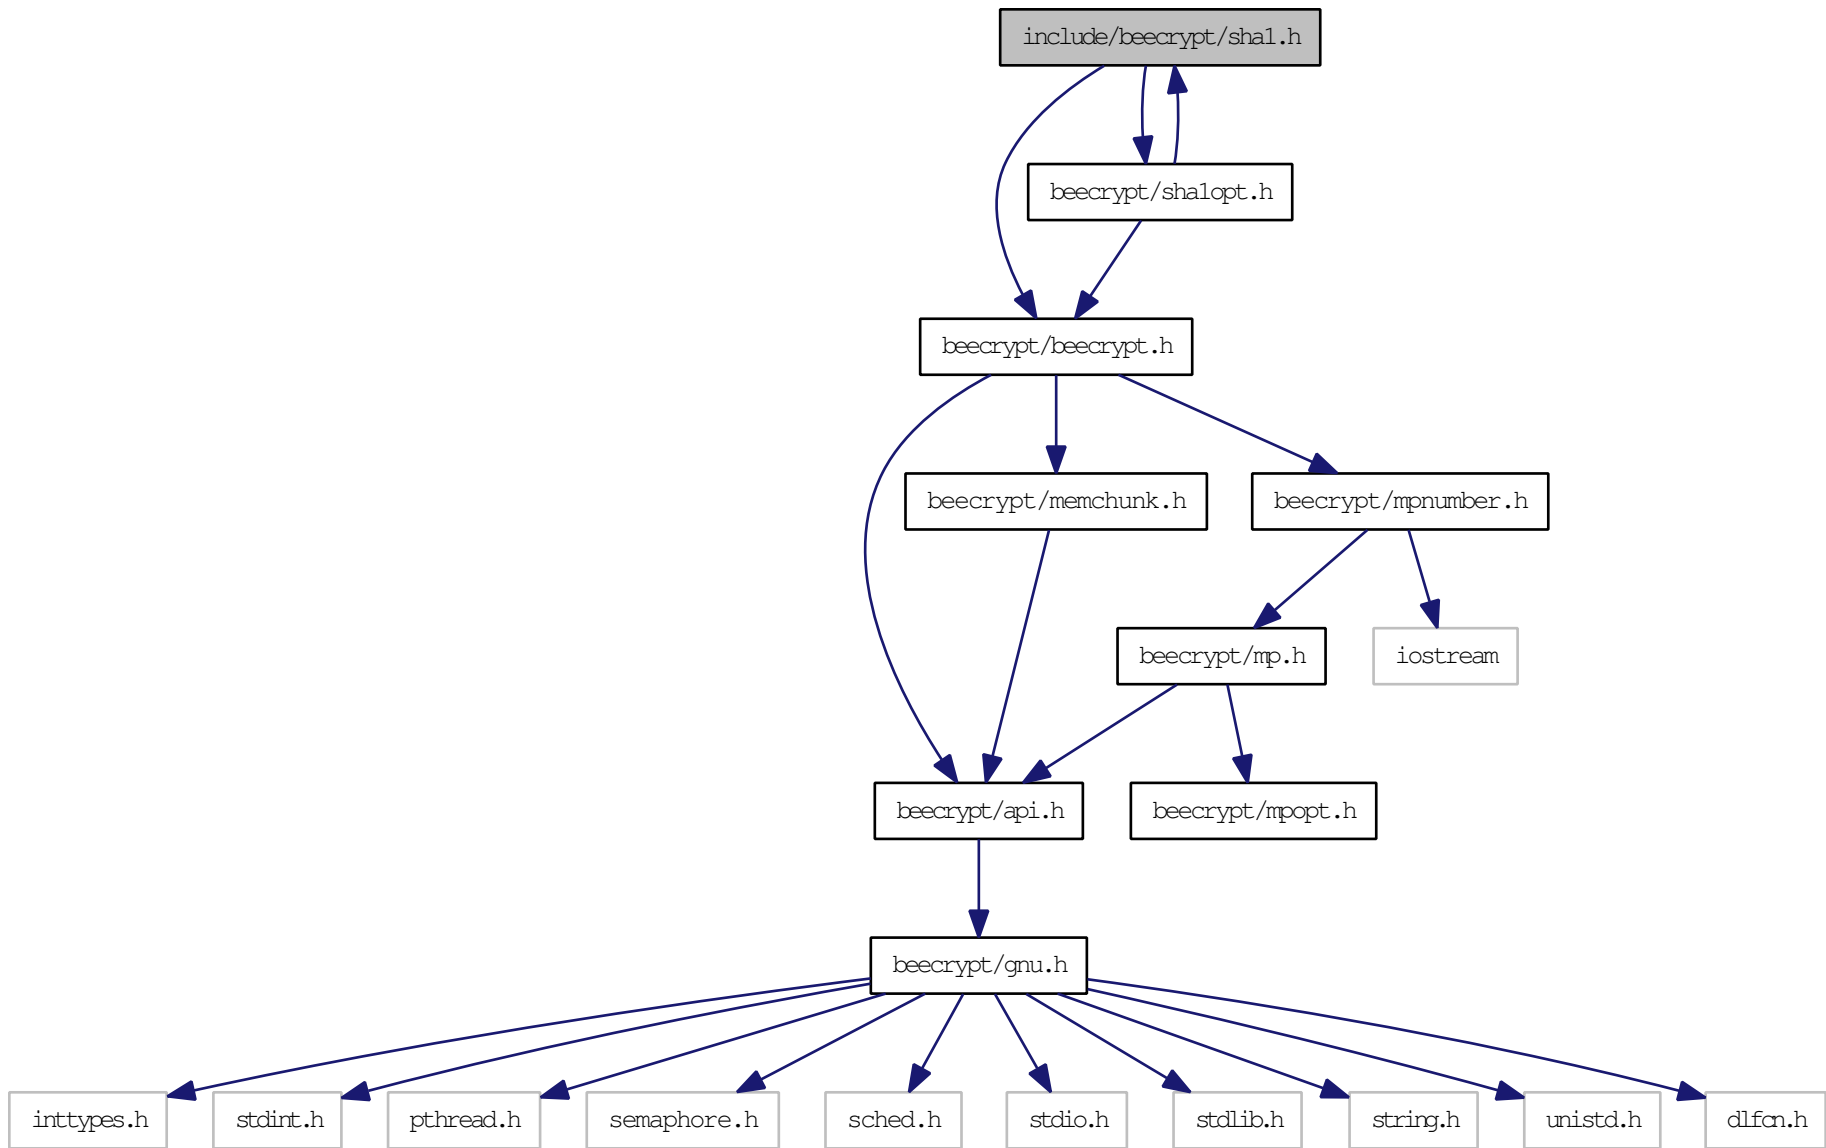 include/beecrypt/sha1.h
beecrypt/sha1opt.h
beecrypt/beecrypt.h
beecrypt/memchunk.h
beecrypt/mpnumber.h
beecrypt/mp.h
iostream
beecrypt/api.h
beecrypt/mpopt.h
beecrypt/gnu.h
inttypes.h
stdint.h
pthread.h
semaphore.h
sched.h
stdio.h
stdlib.h
string.h
unistd.h
dlfcn.h